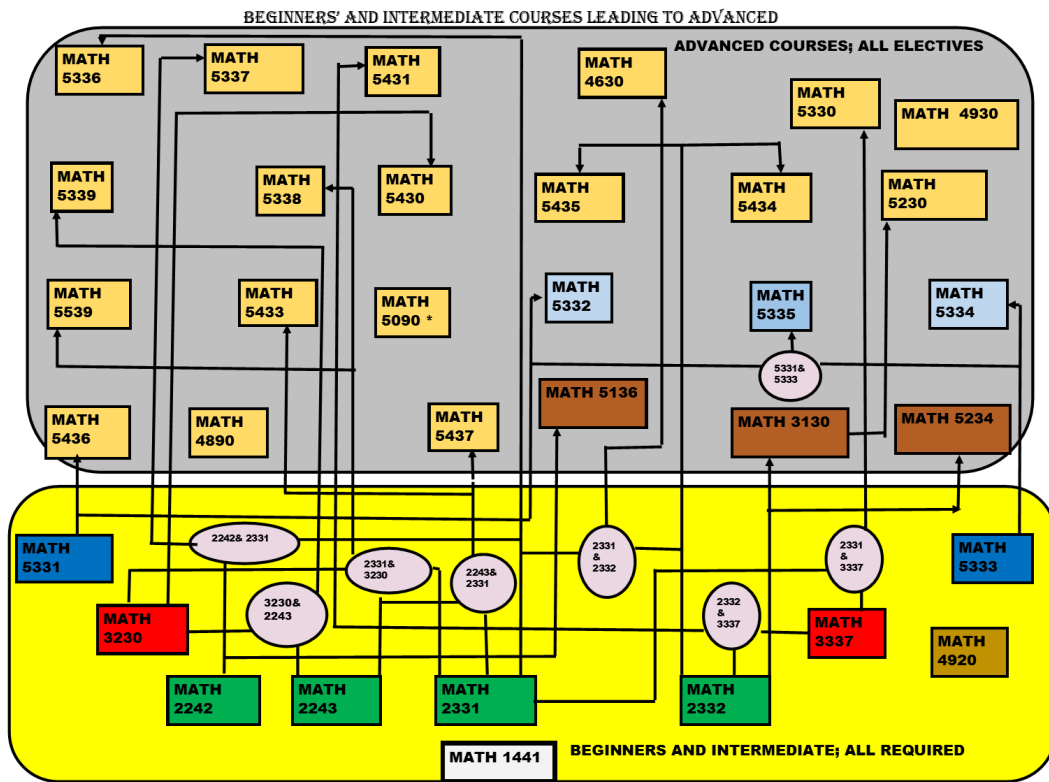 BEGINNERS' AND INTERMEDIATE COURSES LEADING TO ADVANCED
ADVANCED COURSES; ALL ELECTIVES
MATH
5336
MATH
5337
MATH
5431
MATH
4630
MATH
5330
MATH  4930
MATH
5339
MATH
5338
MATH
5430
MATH
5435
MATH
5434
MATH
5230
MATH
5539
MATH
5433
MATH
5090 *
MATH
5332
MATH
5335
MATH
5334
5331&
5333
MATH
5436
MATH
4890
MATH
5437
MATH 5136
MATH 3130
MATH 5234
MATH
5331
2242& 2331
2331&
3230
2243&
2331
2331
&
2332
2331
&
3337
MATH
5333
MATH
3230
3230&
2243
2332
&
3337
MATH
3337
MATH
4920
MATH
2242
MATH
2243
MATH
2331
MATH
2332
MATH 1441
BEGINNERS AND INTERMEDIATE; ALL REQUIRED